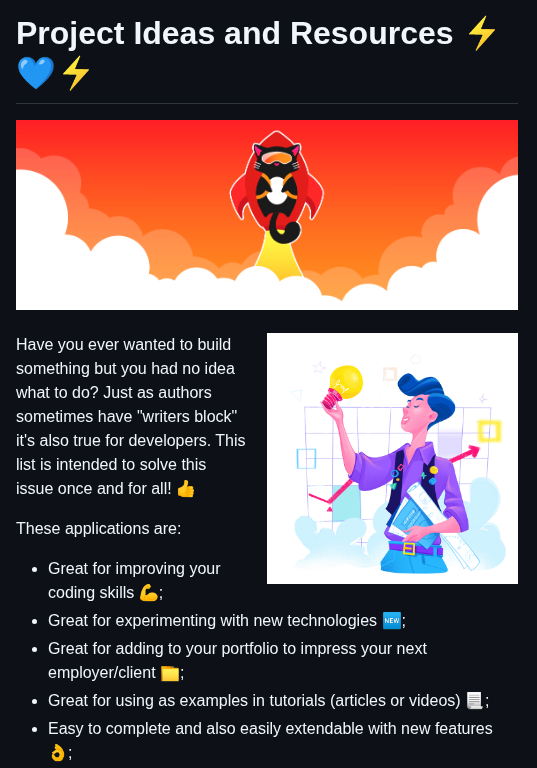 Project Ideas and Resources ⚡
💙⚡
Have you ever wanted to build
something but you had no idea
what to do? Just as authors
sometimes have "writers block"
it's also true for developers. This
list is intended to solve this
issue once and for all! 👍
These applications are:
• Great for improving your
coding skills 💪;
• Great for experimenting with new technologies 🆕;
• Great for adding to your portfolio to impress your next
employer/client 📁;
• Great for using as examples in tutorials (articles or videos) 📃;
• Easy to complete and also easily extendable with new features
👌;